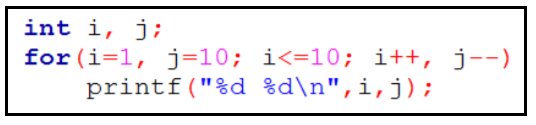 int i, j;
for(i=1, j=10; i<=10; i++, j--)
    printf("%d %d\n",i,j);